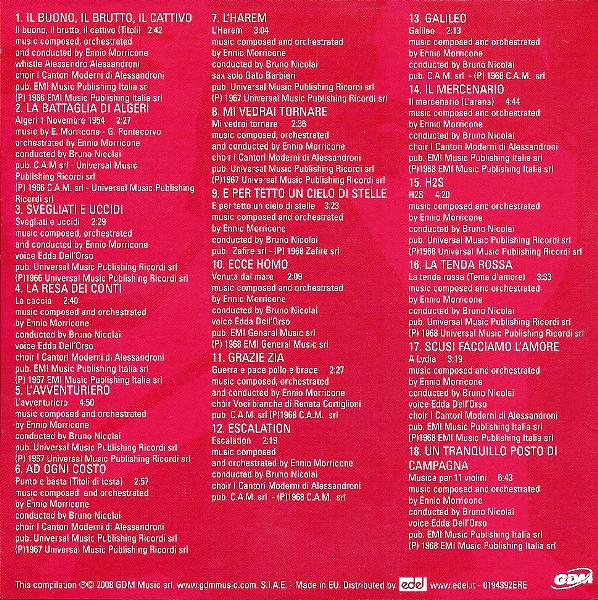 1. IL BUONO, IL BRUTTO, IL CATTIVO
Il buono, il brutto, il cattivo (Titoli) 2:42
music composed, orchestrated
and conducted by Ennio Morricone
whistle Alessandro Alessandroni
choir I Cantori Moderni di Alessandroni
pub. EMI Music Publishing Italia srl
(P) 1966 EMI Music Publishing Italia srl
2. LA BATTAGLIA DI ALGERI
Algeri 1 Novembre 1954 2:27
music by E. Morricone - G. Pontecorvo
orchestrated by Ennio Morricone
conducted by Bruno Nicolai
pub. C.A.M srl - Universal Music
Publishing Ricordi srl
(P) 1966 C.A.M. srl - Universal Music Publishing
Ricordi srl
3. SVEGLIATI E UCCIDI
Svegliati e uccidi 2:29
music composed, orchestrated
and conducted by Ennio Morricone
voice Edda Dell'Orso
pub. Universal Music Publishing Ricordi srl
(P)1966 Universal Music Publishing Ricordi srl
4. LA RESA DEI CONTI
La caccia 2:40
music composed and orchestrated
by Ennio Morricone
conducted by Bruno Nicolai
voice Edda Dell'Orso
choir I Cantori Moderni di Alessandroni
pub. EMI Music Publishing Italia srl
(P) 1967 EMI Music Publishing Italia srl
5. L'AVVENTURIERO
L'avventuriero 4:50
music composed and orchestrated
by Ennio Morricone
conducted by Bruno Nicolai
pub. Universal Music Publishing Ricordi srl
(P) 1967 Universal Music Publishing Ricordi srl
6. AD OGNI COSTO
Punto e basta (Titoli di testa) 2:57
music composed and orchestrated
by Ennio Morricone
conducted by Bruno Nicolai
choir I Cantori Moderni di Alessandroni
pub. Universal Music Publishing Ricordi srl
(P)1967 Universal Music Publishing Ricordi srl
7. L'HAREM
L'Harem 3:04
music composed and orchestrated
by Ennio Morricone
conducted by Bruno Nicolai
sax solo Gato Barbieri
pub. Universal Music Publishing Ricordi srl
(P) 1967 Universal Music Publishing Ricordi srl
8. MI VEDRAI TORNARE
Mi vedrai tornare 2:36
music composed, orchestrated
and conducted by Ennio Morricone
choir I Cantori Moderni di Alessandroni
pub. Universal Music Publishing Ricordi srl
(P)1967 Universal Music Publishing Ricordi srl
9. E PER TETTO UN CIELO DI STELLE
E per tetto un cielo di stelle 3:23
music composed and orchestrated
by Ennio Morricone
conducted by Bruno Nicolai
pub. Zafire srl - (P) 1968 Zafire srl
10. ECCE HOMO
Venuta dal mare 2:09
music composed and orchestrated
by Ennio Morricone
conducted by Bruno Nicolai
voice Edda Dell'Orso
pub. EMI General Music srl
(P) 1968 EMI General Music srl
11. GRAZIE ZIA
Guerra e pace pollo e brace 2:27
music composed, orchestrated
and conducted by Ennio Morricone
choir Voci bianche di Renata Cortiglioni
pub. C.A.M. srl (P)1968 C.A.M. srl
12. ESCALATION
Escalation 2:19
music composed
and orchestrated by Ennio Morricone
conducted by Bruno Nicolai
choir I Cantori Moderni di Alessandroni
pub. C.A.M. srl - (P)1968 C.A.M. srl
13. GALILEO
Galileo 2:13
music composed and orchestrated
by Ennio Morricone
conducted by Bruno Nicolai
pub. C.A.M. srl - (P) 1968 C.A.M. srl
14. IL MERCENARIO
Il mercenario (L'arena) 4:44
music composed and orchestrated
by Ennio Morricone
conducted by Bruno Nicolai
choir I Cantori Moderni di Alessandroni
pub. EMI Music Publishing Italia srl
(P)1968 EMI Music Publishing Italia srl
15. H2S
H2S 4:20
music composed and orchestrated
by Ennio Morricone
conducted by Bruno Nicolai
pub. Universal Music Publishing Ricordi srl
(P)1968 Universal Music Publishing Ricordi srl
16. LA TENDA ROSSA
La tenda rossa (Tema d'amore) 3:33
music composed and orchestrated
by Ennio Morricone
conducted by Bruno Nicolai
pub. Universal Music Publishing Ricordi srl
(P) 1968 Universal Music Publishing Ricordi srl
17. SCUSI FACCIAMO L'AMORE
A Lydia 3:19
music composed and orchestrated
by Ennio Morricone
conducted by Bruno Nicolai
voice Edda Dell'Orso
choir I Cantori Moderni di Alessandroni
pub. EMI Music Publishing Italia srl
(P)1968 EMI Music Publishing Italia srl
18. UN TRANQUILLO POSTO DI
CAMPAGNA
Musica per 11 violini 6:43
music composed and orchestrated
by Ennio Morricone
conducted by Bruno Nicolai
voice Edda Dell'Orso
pub. EMI Music Publishing Italia srl
(P) 1968 EMI Music Publishing Italia srl
This compilation ℗© 2008 GDM Music srl. www.gdmmusic.com. S.I.A.E. - Made in EU. Distributed by edel www.edel.it - 0194392ERE
GDM